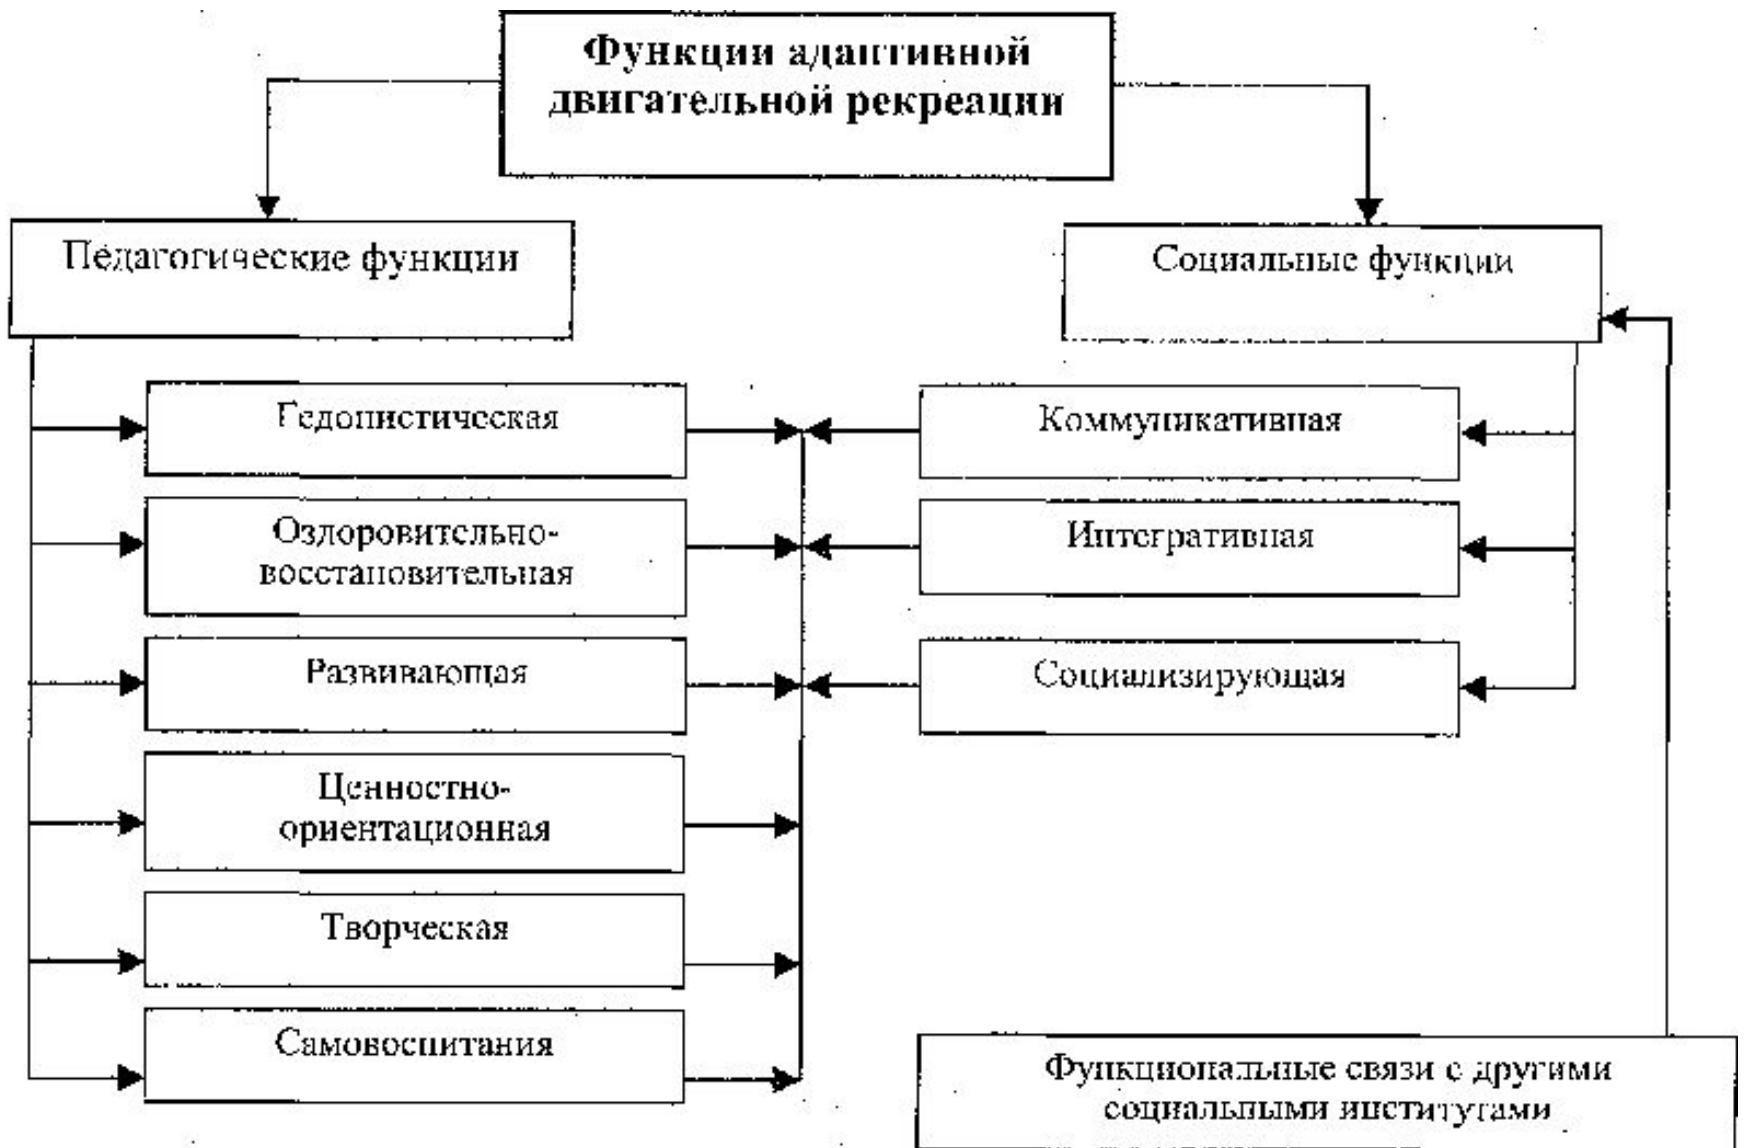 Функции адаптивной
двигательной рекреации
Педагогические функции
Социальные функции
Гедонистическая
Оздоровительно-
восстановительная
Развивающая
Ценностно-
ориентационная
Творческая
Самовоспитания
Коммуникативная
Интегративная
Социализирующая
Функциональные связи с другими
социальными институтами